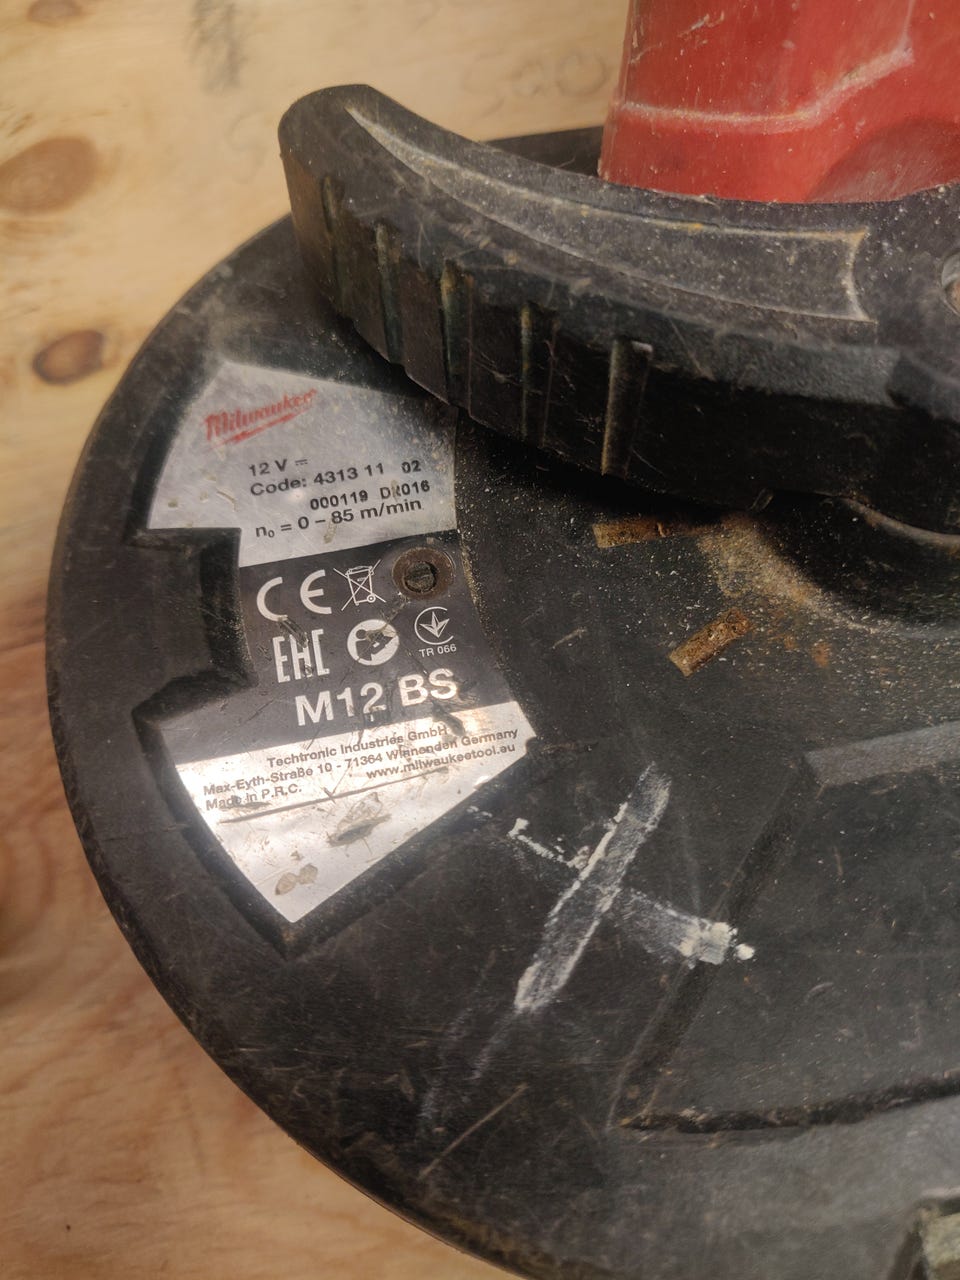 Milwaukee
12 V
Code: 4313 11 02
000119 DR016
n₀ = 0 – 85 m/min
CE
EAC
TR 066
M12 BS
Techtronic Industries GmbH
Max-Eyth-Straße 10 - 71364 Winnenden Germany
www.milwaukeetool.eu
Made in P.R.C.